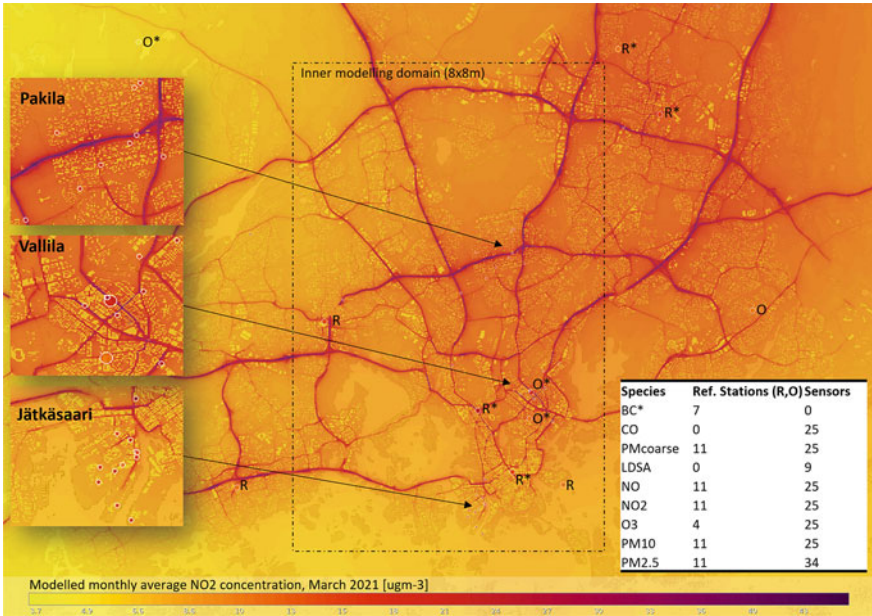 O*
R*
Inner modelling domain (8x8m)
Pakila
R*
Vallila
R
O
Jätkäsaari
O*
R*
O*
R*
R
R
Species Ref. Stations (R,O) Sensors
BC* 7 0
CO 0 25
PMcoarse 11 25
LDSA 0 9
NO 11 25
NO2 11 25
O3 4 25
PM10 11 25
PM2.5 11 34
Modelled monthly average NO2 concentration, March 2021 [ugm-3]